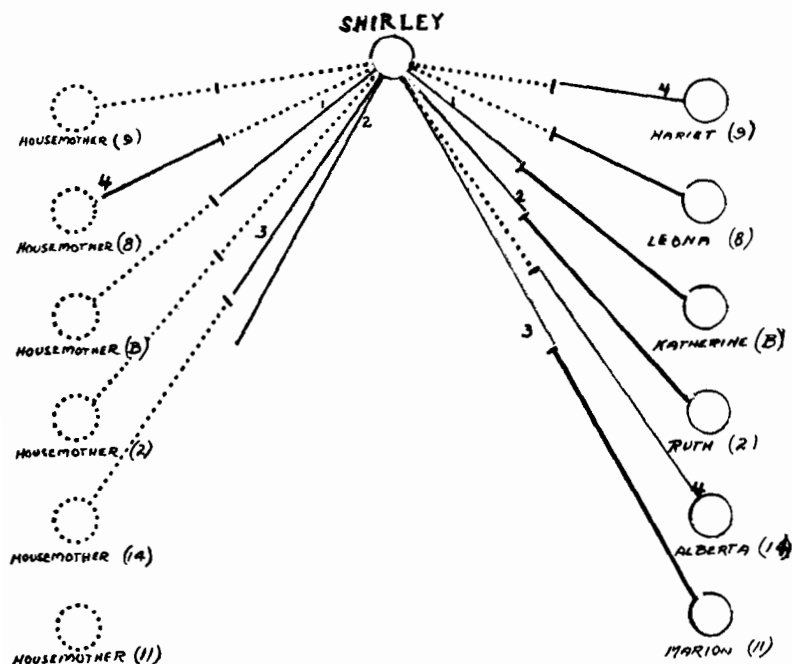 SHIRLEY
1
2
3
4
1
2
3
4
4
HOUSEMOTHER (9)
HOUSEMOTHER (8)
HOUSEMOTHER (B)
HOUSEMOTHER (2)
HOUSEMOTHER (14)
HOUSEMOTHER (11)
HARIET (9)
LEONA (8)
KATHERINE (B)
RUTH (2)
ALBERTA (14)
MARION (11)